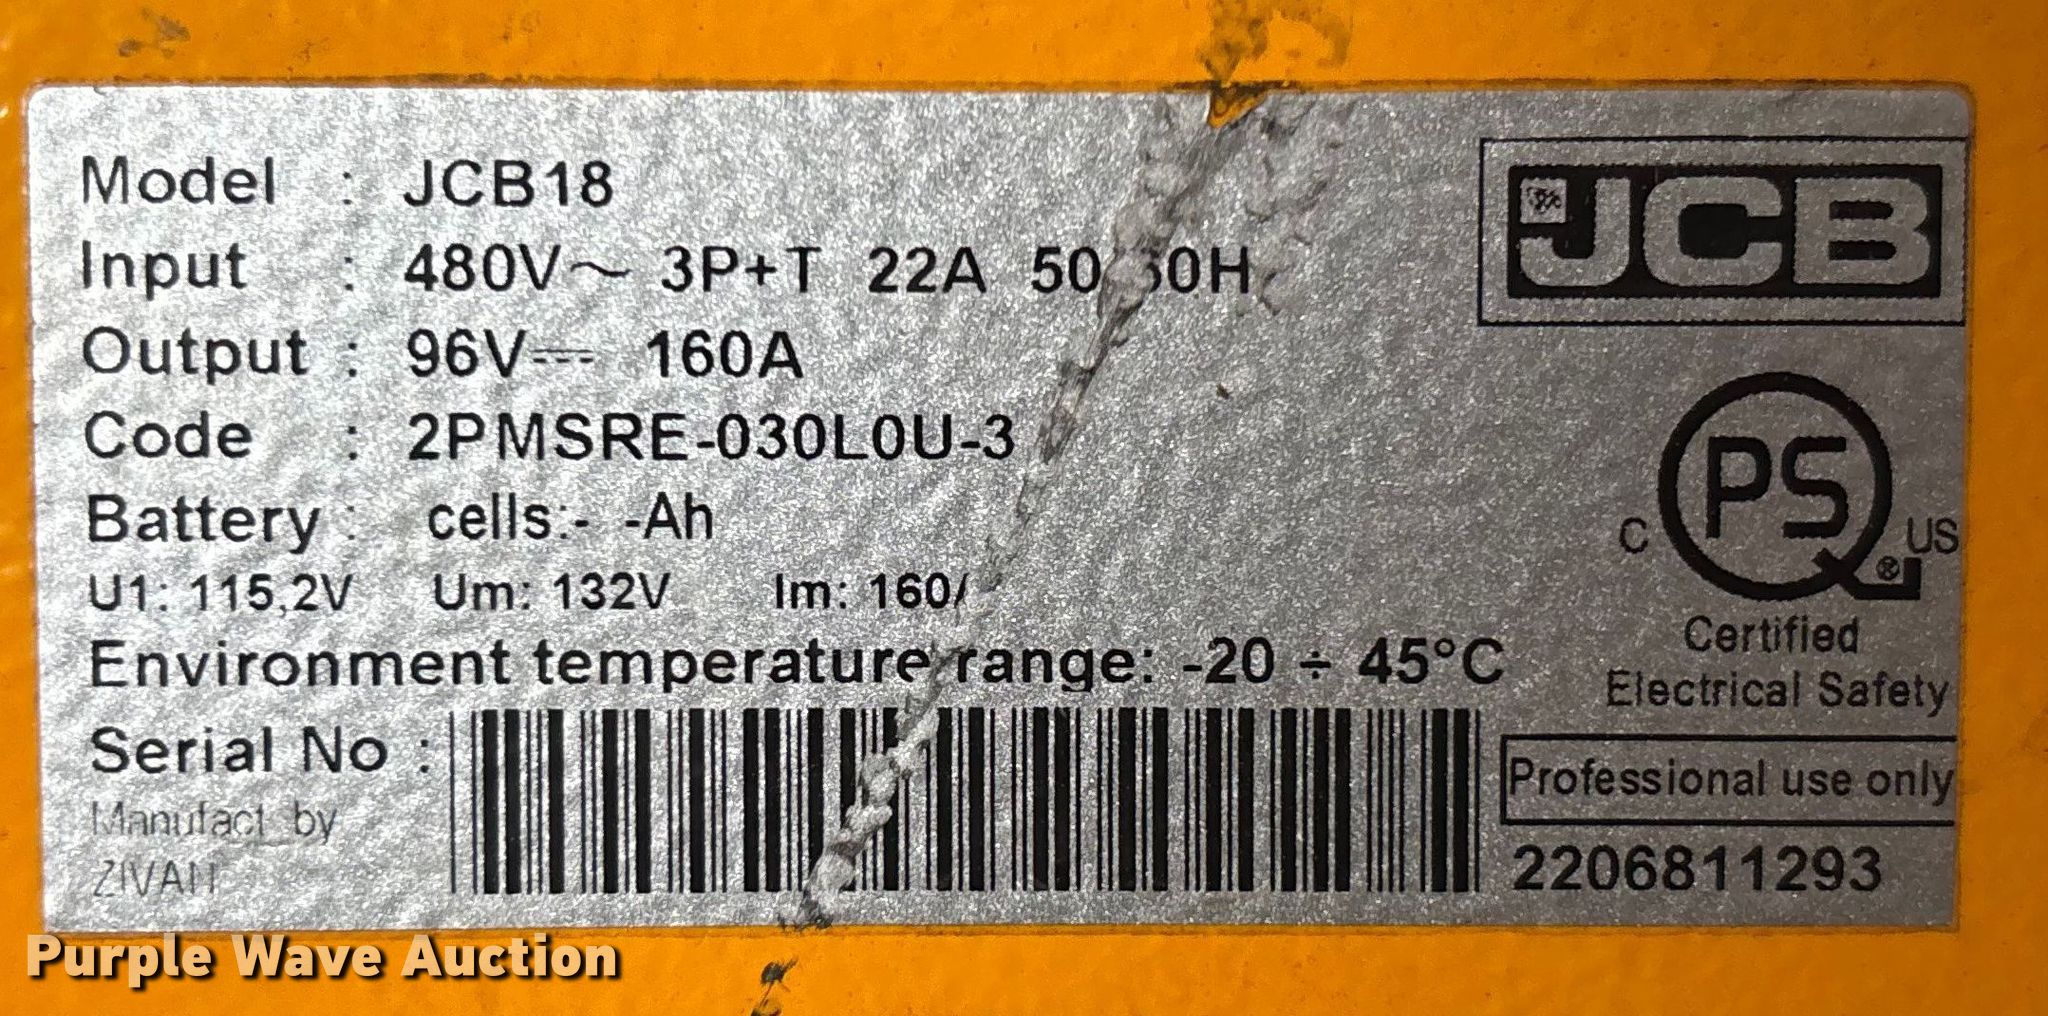 Model : JCB18
Input : 480V~ 3P+T 22A 50 60H
Output : 96V⎓ 160A
Code : 2PMSRE-030L0U-3
Battery : cells:- -Ah
U1: 115,2V Um: 132V Im: 160
Environment temperature range: -20 ÷ 45°C
Serial No :
Manufact. by
ZIVAN
JCB
C PS US
®
Certified
Electrical Safety
Professional use only
2206811293
Purple Wave Auction